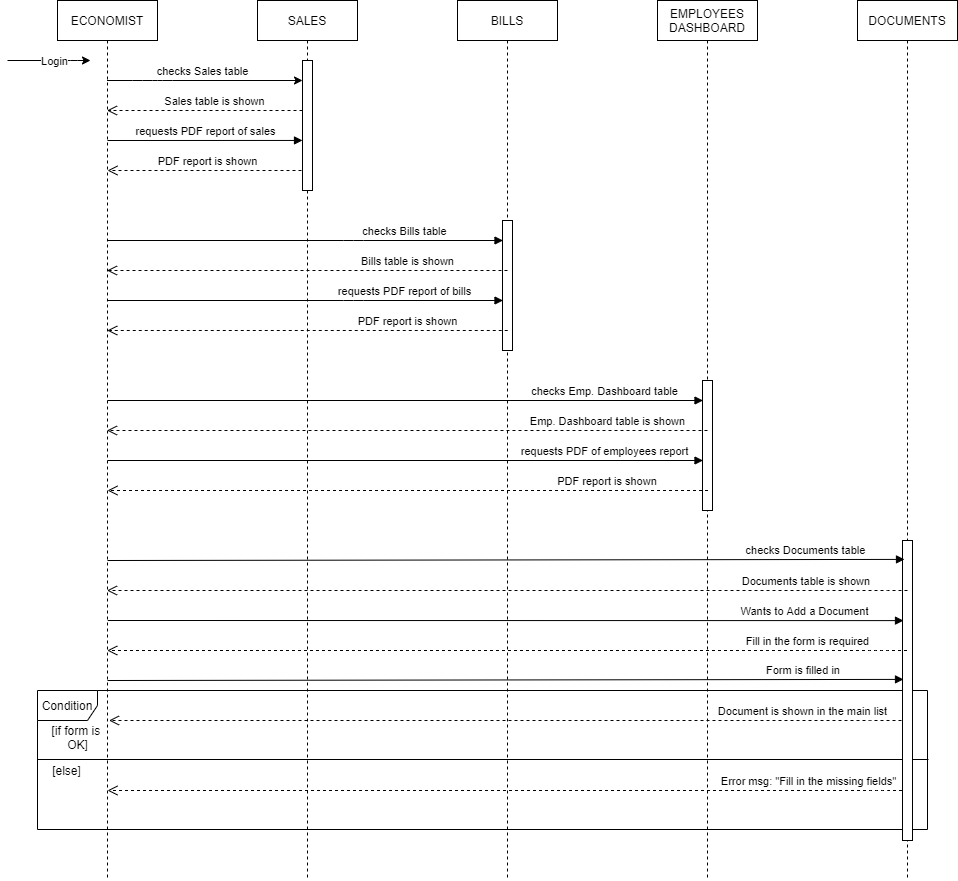 ECONOMIST
SALES
BILLS
EMPLOYEES
DASHBOARD
DOCUMENTS
Login
checks Sales table
Sales table is shown
requests PDF report of sales
PDF report is shown
checks Bills table
Bills table is shown
requests PDF report of bills
PDF report is shown
checks Emp. Dashboard table
Emp. Dashboard table is shown
requests PDF of employees report
PDF report is shown
checks Documents table
Documents table is shown
Wants to Add a Document
Fill in the form is required
Form is filled in
Condition
Document is shown in the main list
[if form is
OK]
[else]
Error msg: "Fill in the missing fields"